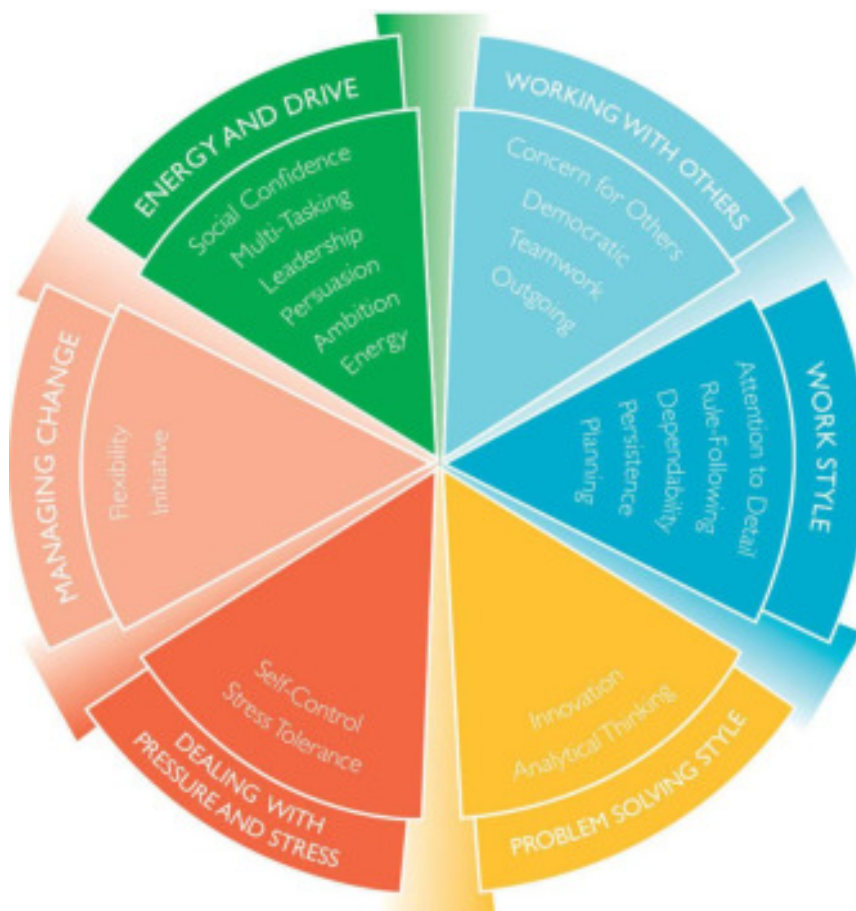 ENERGY AND DRIVE
Social Confidence
Multi-Tasking
Leadership
Persuasion
Ambition
Energy
WORKING WITH OTHERS
Concern for Others
Democratic
Teamwork
Outgoing
WORK STYLE
Attention to Detail
Rule-Following
Dependability
Persistence
Planning
PROBLEM SOLVING STYLE
Innovation
Analytical Thinking
DEALING WITH
PRESSURE AND STRESS
Self-Control
Stress Tolerance
MANAGING CHANGE
Flexibility
Initiative